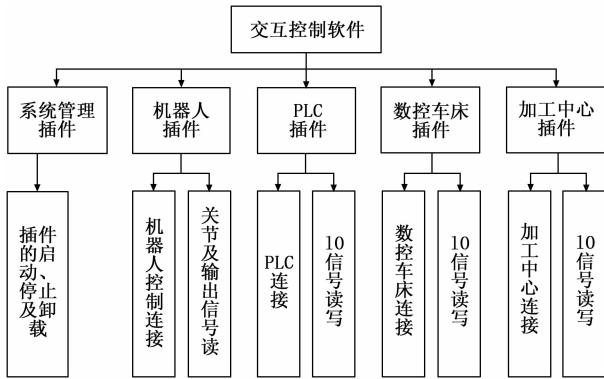 交互控制软件
系统管理
插件
机器人
插件
PLC
插件
数控车床
插件
加工中心
插件
插件
的启
动、
停止
及卸
载
机器人控制连接
关节及输出信号读
PLC连接
10信号读写
数控车床连接
10信号读写
加工中心连接
10信号读写